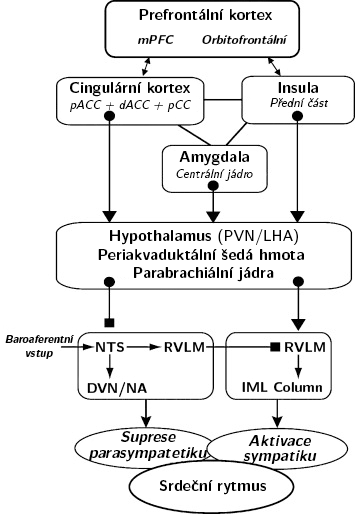 Prefrontální kortex
mPFC Orbitofrontální
Cingulární kortex
pACC + dACC + pCC
Insula
Přední část
Amygdala
Centrální jádro
Hypothalamus (PVN/LHA)
Periakvaduktální šedá hmota
Parabrachiální jádra
Baroaferentní
vstup
NTS RVLM
DVN/NA
RVLM
IML Column
Suprese
parasympatetiku
Aktivace
sympatiku
Srdeční rytmus